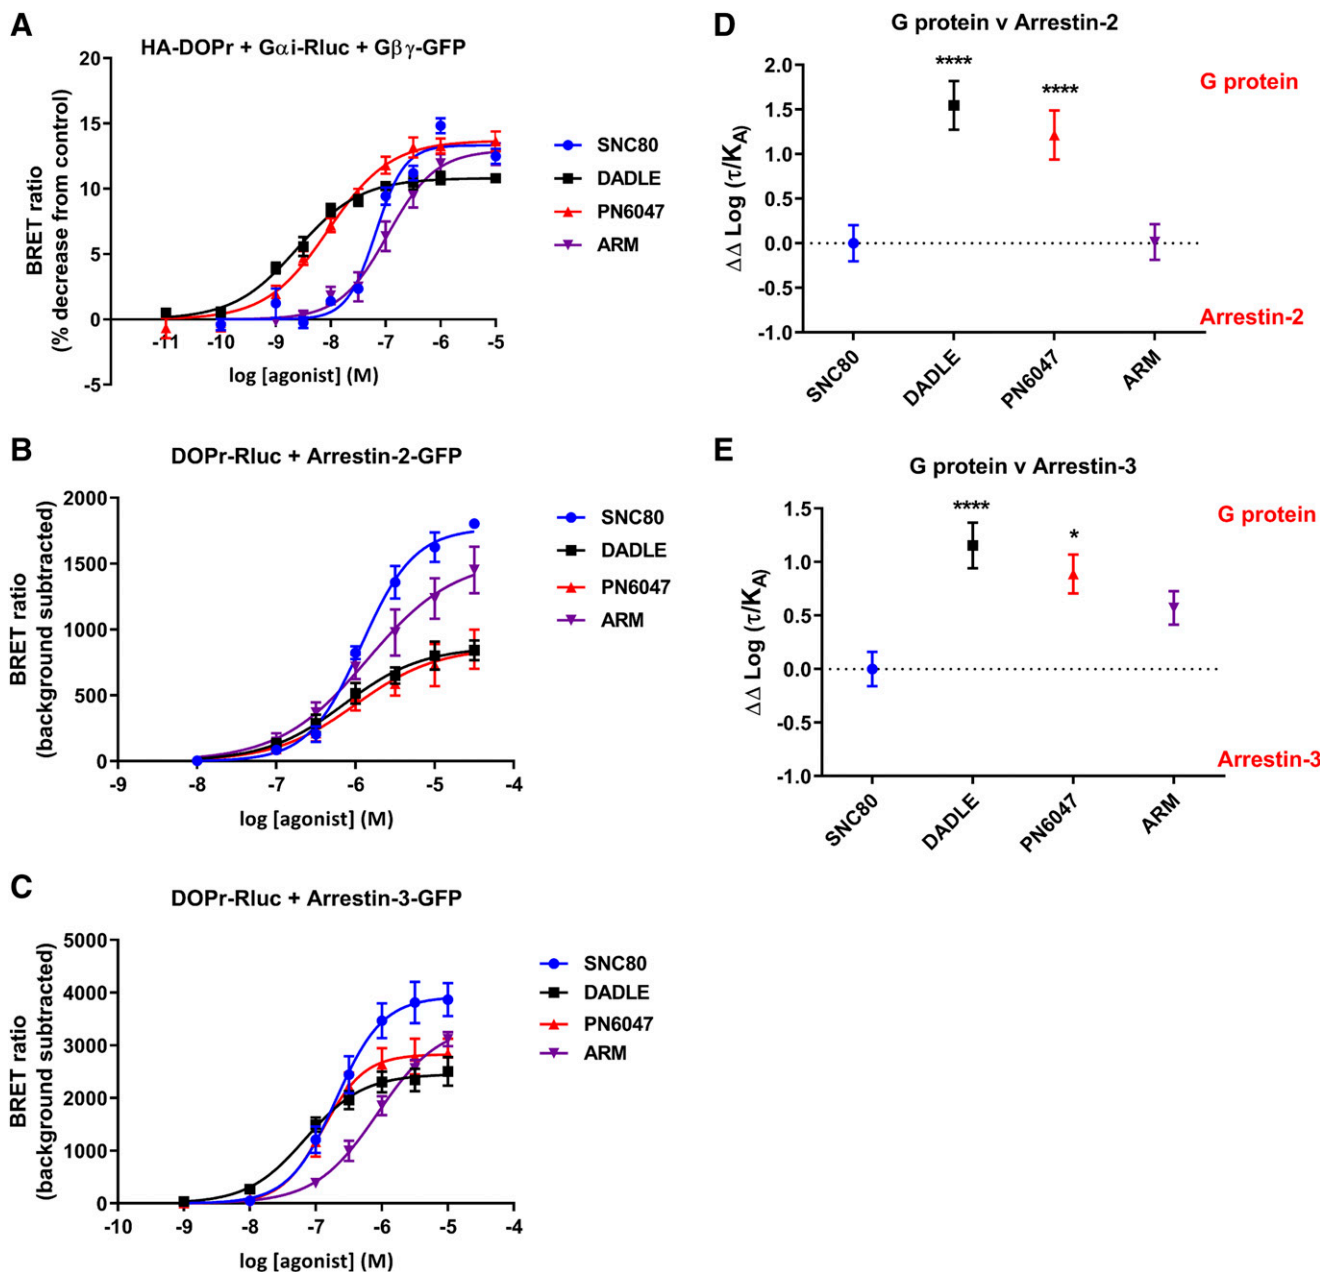 A
HA-DOPr + Gαi-Rluc + Gβγ-GFP
BRET ratio
(% decrease from control)
20
15
10
5
0
-5
-11 -10 -9 -8 -7 -6 -5
log [agonist] (M)
SNC80
DADLE
PN6047
ARM
B
DOPr-Rluc + Arrestin-2-GFP
BRET ratio
(background subtracted)
2000
1500
1000
500
0
-9 -8 -7 -6 -5 -4
log [agonist] (M)
SNC80
DADLE
PN6047
ARM
C
DOPr-Rluc + Arrestin-3-GFP
BRET ratio
(background subtracted)
5000
4000
3000
2000
1000
0
-10 -9 -8 -7 -6 -5 -4
log [agonist] (M)
SNC80
DADLE
PN6047
ARM
D
G protein v Arrestin-2
ΔΔ Log (τ/KA)
2.0
1.5
1.0
0.5
0.0
-0.5
-1.0
**** ****
G protein
Arrestin-2
SNC80 DADLE PN6047 ARM
E
G protein v Arrestin-3
ΔΔ Log (τ/KA)
1.5
1.0
0.5
0.0
-0.5
-1.0
**** *
G protein
Arrestin-3
SNC80 DADLE PN6047 ARM